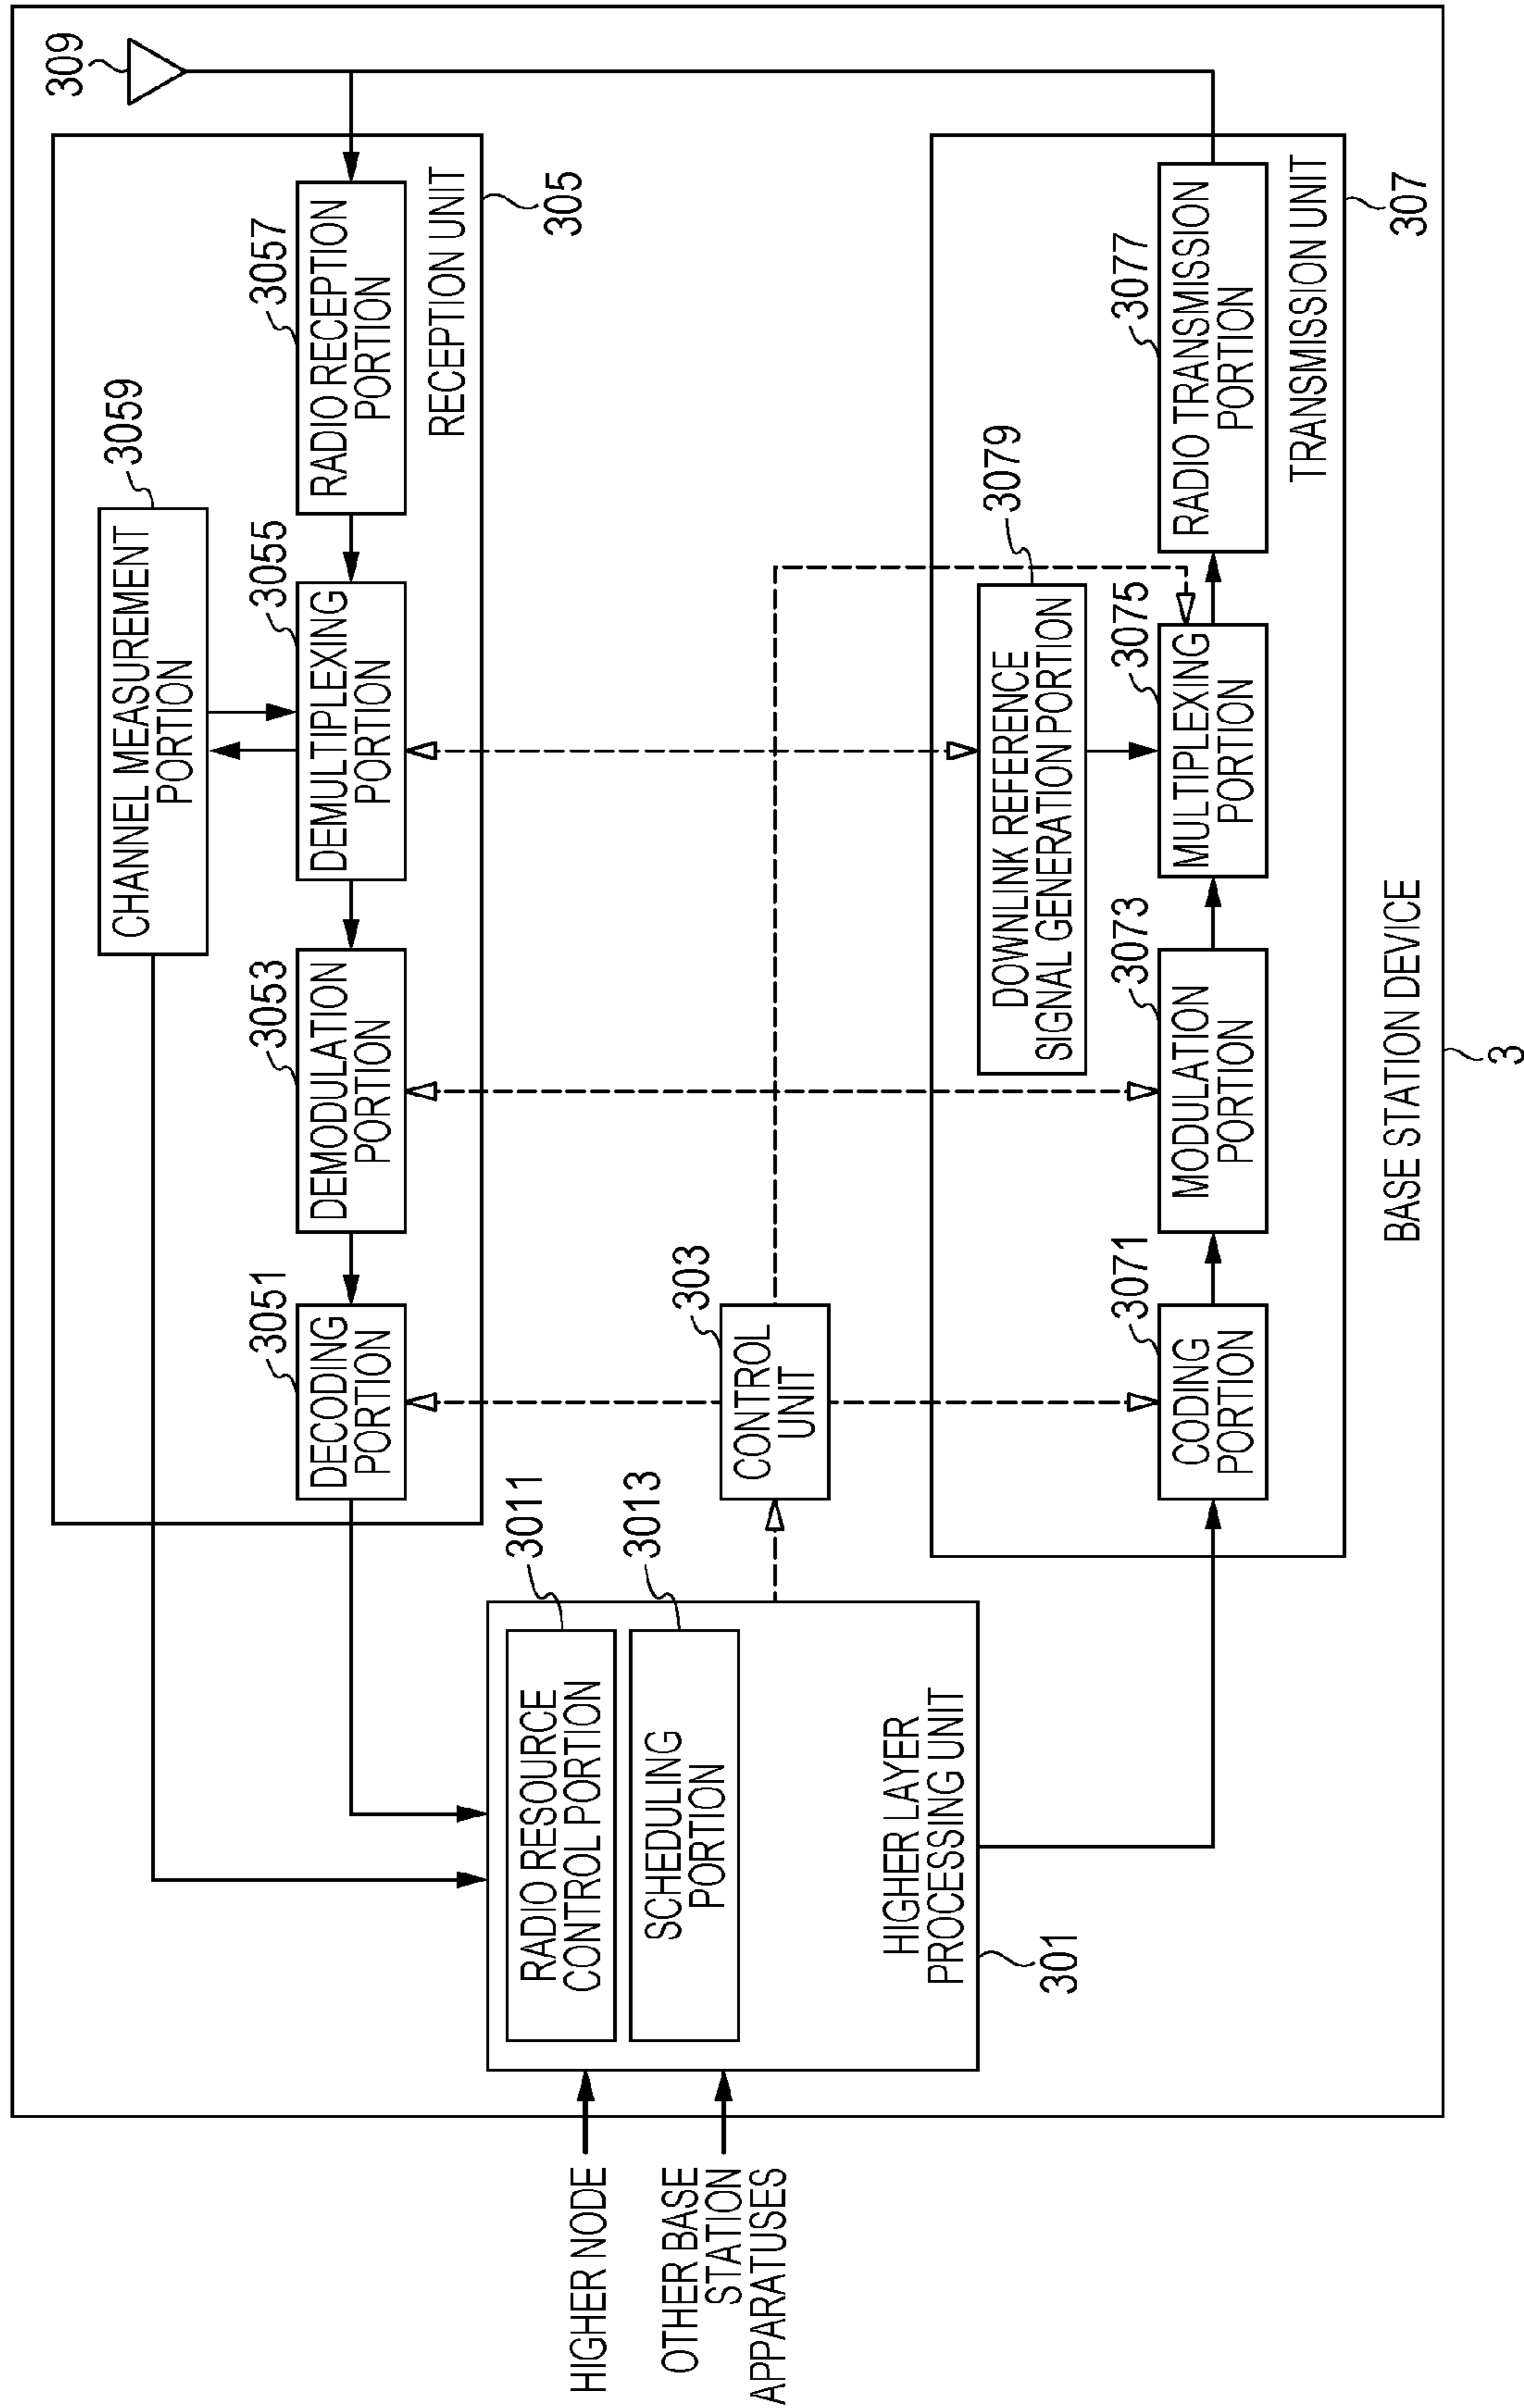 309
3059
CHANNEL MEASUREMENT
PORTION
3051
3053
3055
3057
DECODING
PORTION
DEMODULATION
PORTION
DEMULTIPLEXING
PORTION
RADIO RECEPTION
PORTION
RECEPTION UNIT
305
3011
RADIO RESOURCE
CONTROL PORTION
3013
SCHEDULING
PORTION
HIGHER LAYER
PROCESSING UNIT
301
HIGHER NODE
OTHER BASE
STATION
APPARATUSES
303
CONTROL
UNIT
3079
DOWNLINK REFERENCE
SIGNAL GENERATION PORTION
3071
3073
3075
3077
CODING
PORTION
MODULATION
PORTION
MULTIPLEXING
PORTION
RADIO TRANSMISSION
PORTION
TRANSMISSION UNIT
307
BASE STATION DEVICE
3